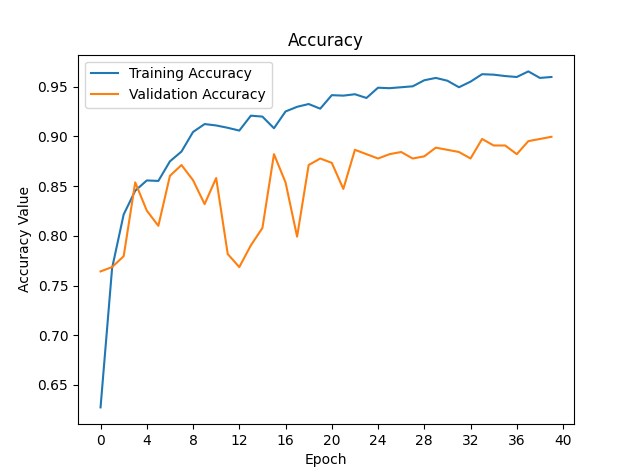 Accuracy
Training Accuracy
Validation Accuracy
0.95
0.90
0.85
0.80
0.75
0.70
0.65
Accuracy Value
0 4 8 12 16 20 24 28 32 36 40
Epoch